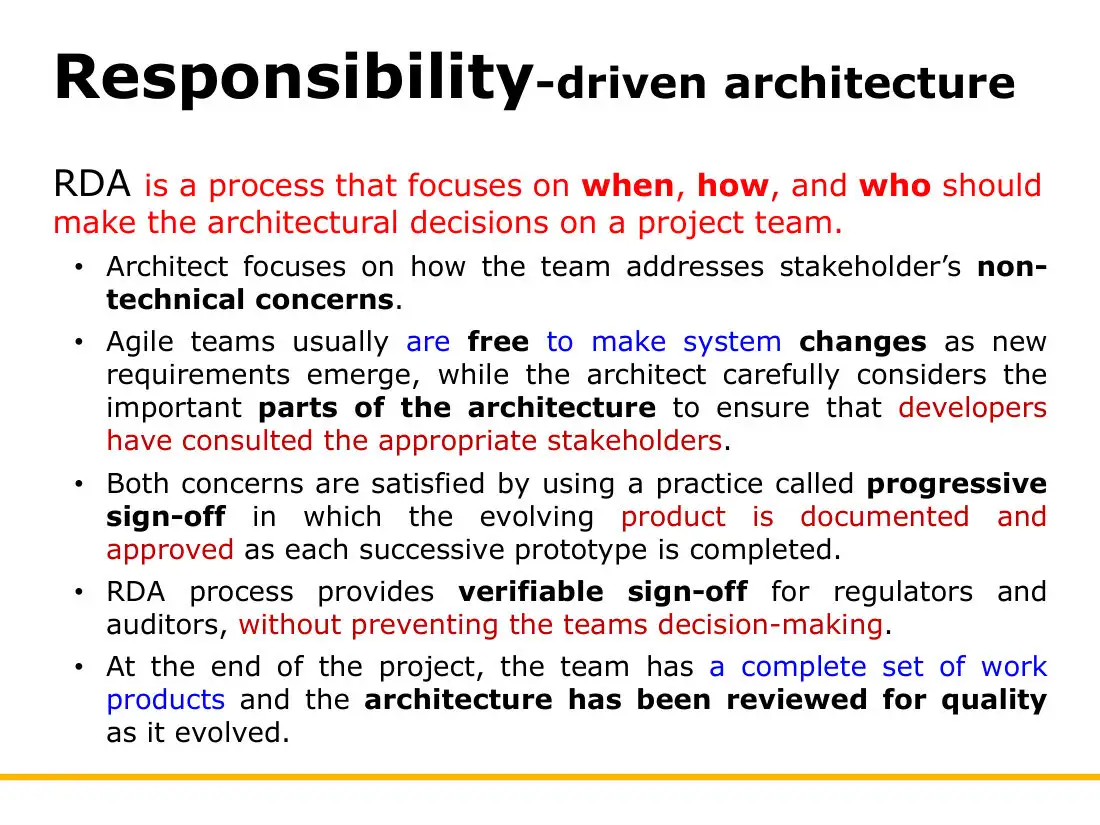 Responsibility-driven architecture
RDA is a process that focuses on when, how, and who should
make the architectural decisions on a project team.
• Architect focuses on how the team addresses stakeholder’s non-
technical concerns.
• Agile teams usually are free to make system changes as new
requirements emerge, while the architect carefully considers the
important parts of the architecture to ensure that developers
have consulted the appropriate stakeholders.
• Both concerns are satisfied by using a practice called progressive
sign-off in which the evolving product is documented and
approved as each successive prototype is completed.
• RDA process provides verifiable sign-off for regulators and
auditors, without preventing the teams decision-making.
• At the end of the project, the team has a complete set of work
products and the architecture has been reviewed for quality
as it evolved.